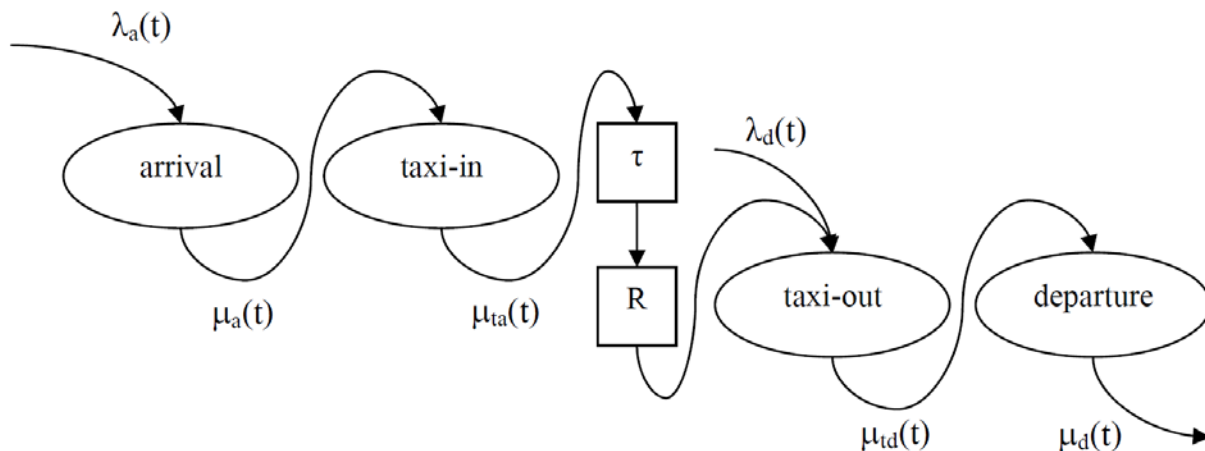 λa(t)
arrival
μa(t)
taxi-in
μta(t)
τ
R
λd(t)
taxi-out
μtd(t)
departure
μd(t)